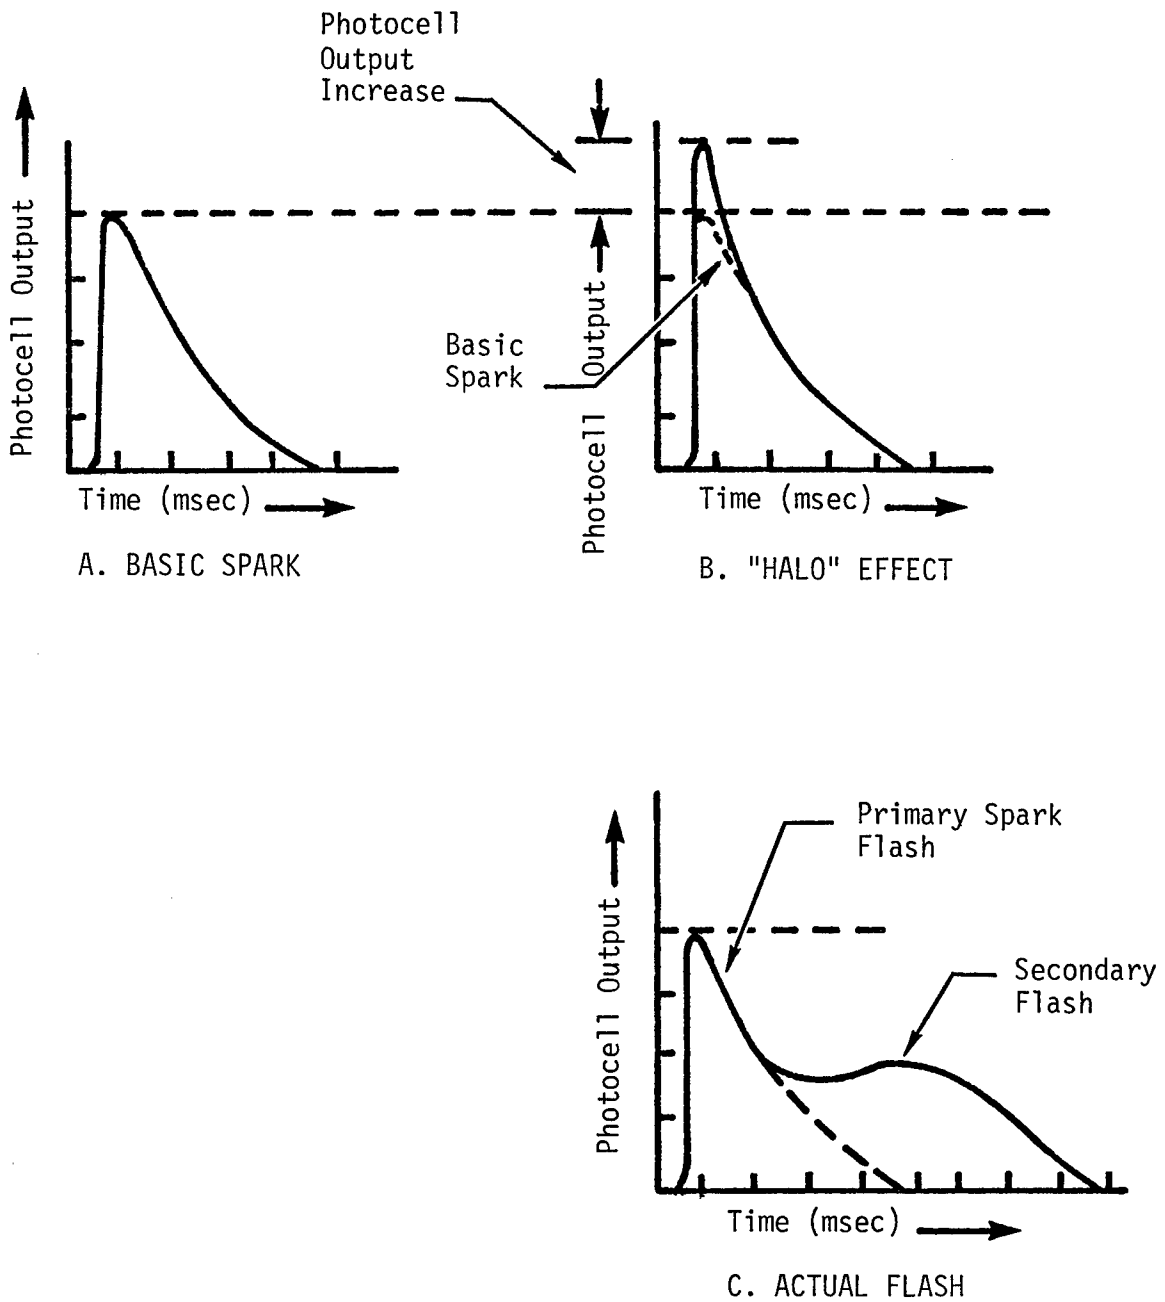 Photocell
Output
Increase
Photocell Output
Time (msec)
A. BASIC SPARK
Basic
Spark
Photocell Output
Time (msec)
B. "HALO" EFFECT
Primary Spark
Flash
Secondary
Flash
Photocell Output
Time (msec)
C. ACTUAL FLASH